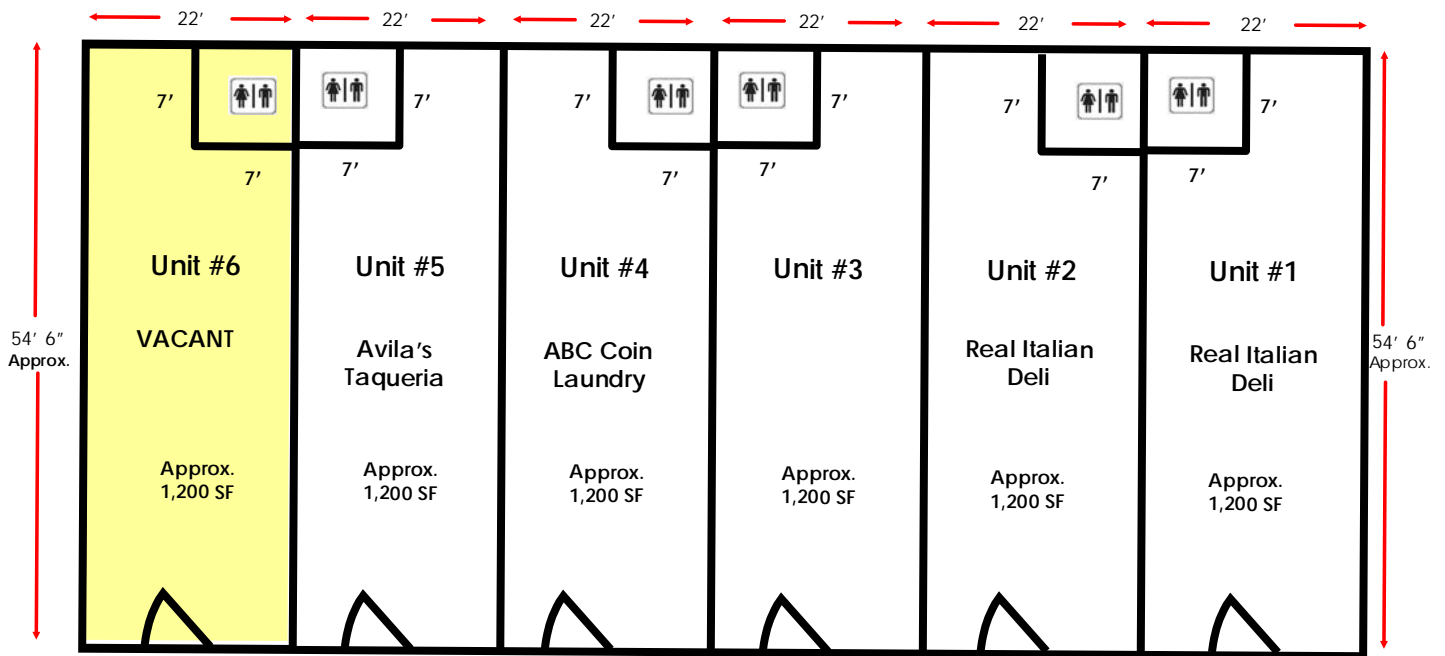 22' 22' 22' 22' 22' 22'
7' 7' 7' 7' 7' 7'
7' 7' 7' 7' 7' 7'
Unit #6 Unit #5 Unit #4 Unit #3 Unit #2 Unit #1
54' 6"
Approx.
VACANT
Avila's
Taqueria
ABC Coin
Laundry
Real Italian
Deli
Real Italian
Deli
54' 6"
Approx.
Approx.
1,200 SF
Approx.
1,200 SF
Approx.
1,200 SF
Approx.
1,200 SF
Approx.
1,200 SF
Approx.
1,200 SF